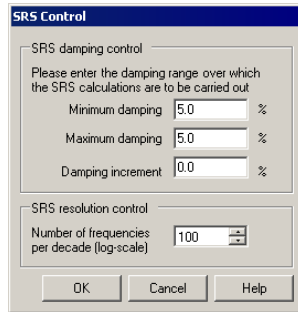 SRS Control
SRS damping control
Please enter the damping range over which
the SRS calculations are to be carried out
Minimum damping 5.0 %
Maximum damping 5.0 %
Damping increment 0.0 %
SRS resolution control
Number of frequencies
per decade (log-scale) 100
OK Cancel Help